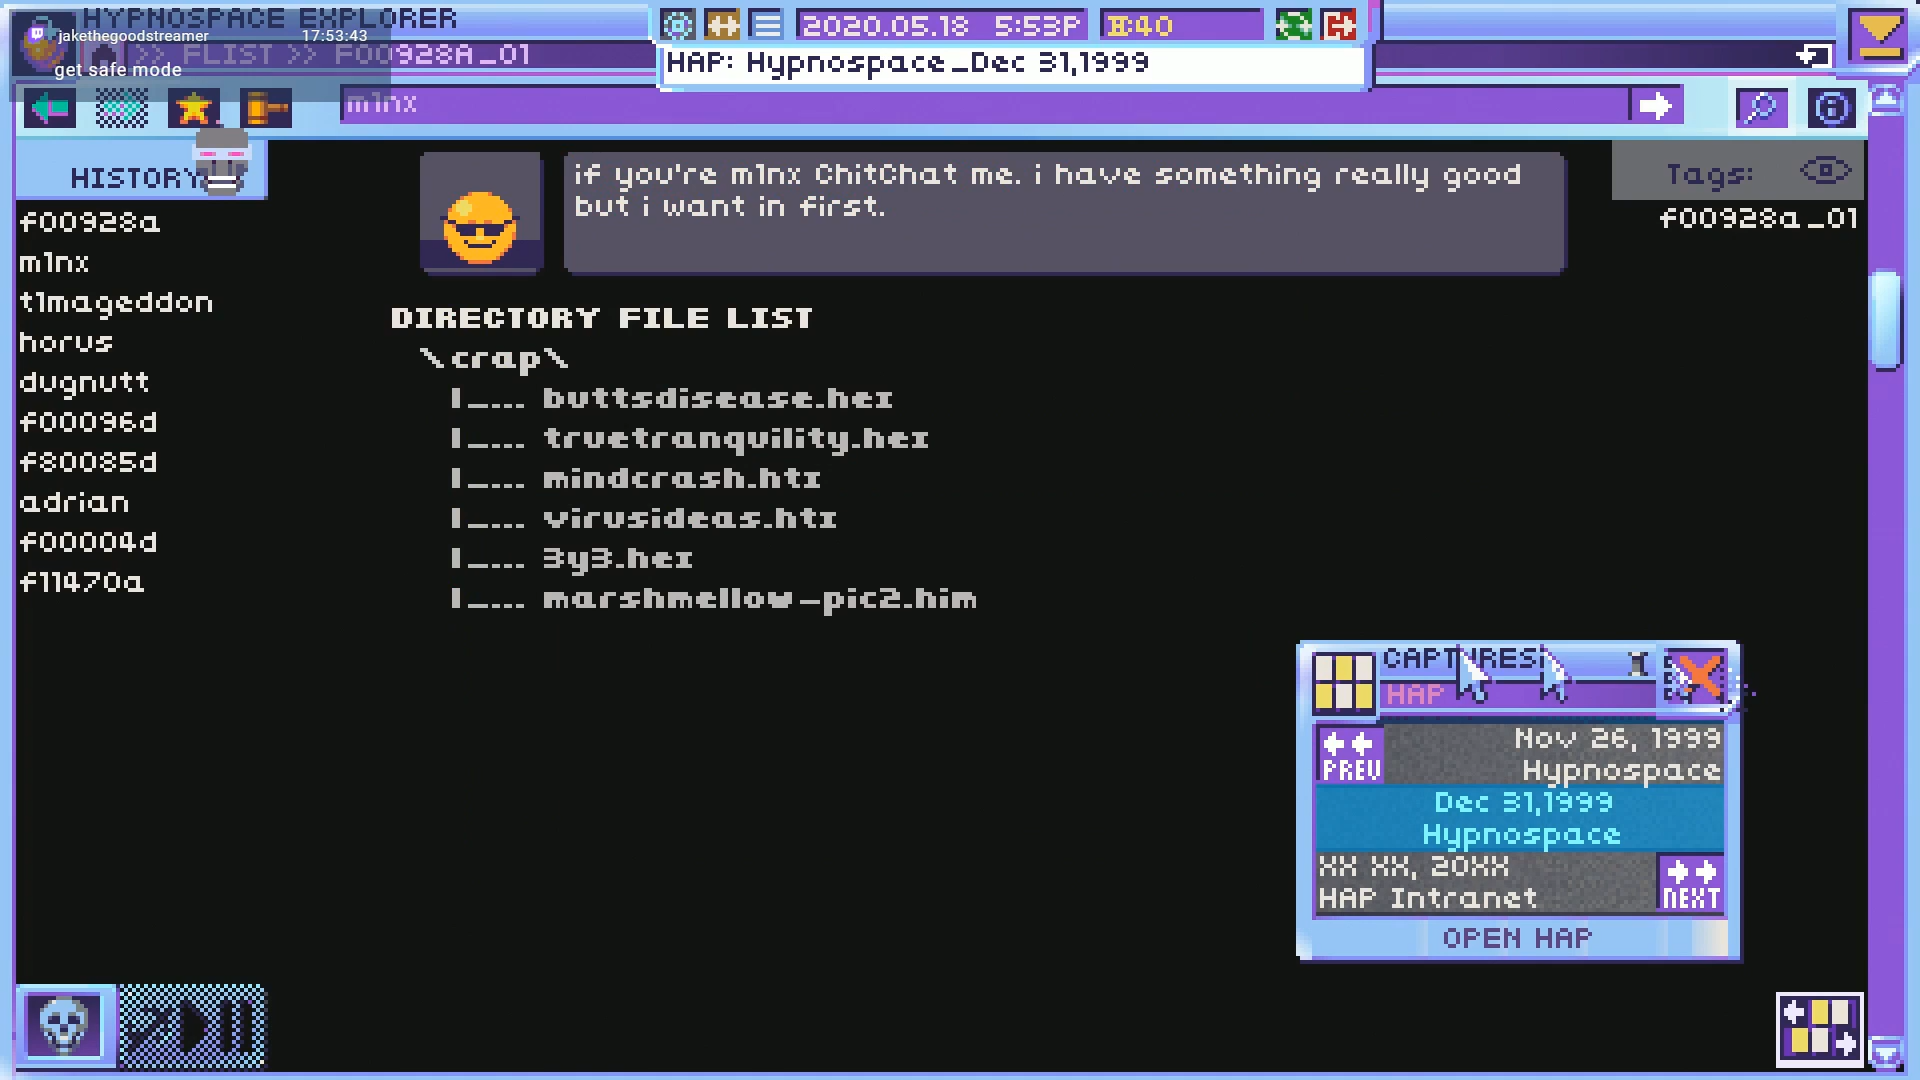 HYPNOSPACE EXPLORER
jakethegoodstreamer 17:53:43
get safe mode
>> FLIST >> F00928A_01
2020.05.18 5:53P
40
HAP: Hypnospace_Dec 31,1999
m1nx
HISTORY
f00928a
m1nx
t1mageddon
horus
dugnutt
f00096d
f80085d
adrian
f00004d
f11470a
if you're m1nx ChitChat me. i have something really good
but i want in first.
Tags:
f00928a_01
DIRECTORY FILE LIST
\crap\
|_... buttsdisease.hex
|_... truetranquility.hex
|_... mindcrash.htx
|_... virusideas.htx
|_... 3y3.hex
|_... marshmellow-pic2.him
CAPTURES
HAP
PREV
Nov 26, 1999
Hypnospace
Dec 31,1999
Hypnospace
XX XX, 20XX
HAP Intranet
NEXT
OPEN HAP